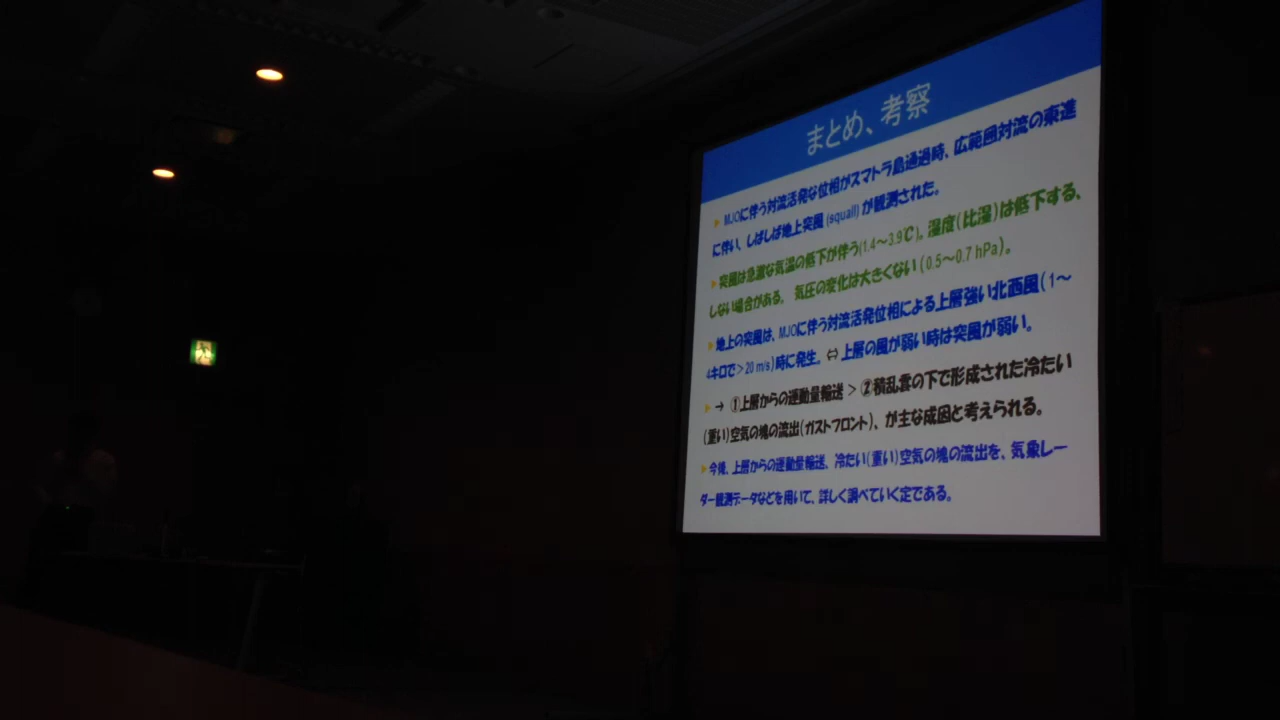 まとめ、考察
MJOに伴う対流活発な位相がスマトラ島通過時、広範囲対流の東進
に伴い、しばしば地上突風 (squall) が観測された。
突風は急激な気温の低下が伴う(1.4～3.9℃)。湿度(比湿)は低下する、
しない場合がある。 気圧の変化は大きくない (0.5～0.7 hPa)。
地上の突風は、MJOに伴う対流活発位相による上層強い北西風(1～
4キロで > 20 m/s)時に発生。⇔ 上層の風が弱い時は突風が弱い。
→ ①上層からの運動量輸送 > ②積乱雲の下で形成された冷たい
(重い)空気の塊の流出(ガストフロント)、が主な成因と考えられる。
今後、上層からの運動量輸送、冷たい(重い)空気の塊の流出を、気象レー
ダー観測データなどを用いて、詳しく調べていく定である。